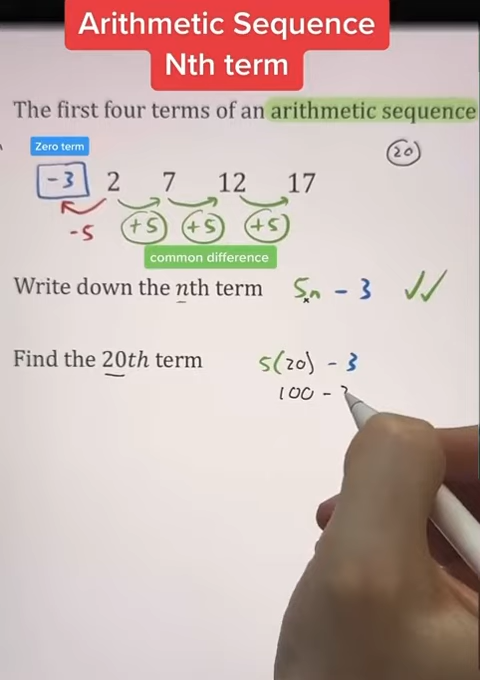 Arithmetic Sequence
Nth term
The first four terms of an arithmetic sequence
20
Zero term
-3 2 7 12 17
-5 +5 +5 +5
common difference
Write down the nth term 5n - 3
Find the 20th term 5(20) - 3
100 -